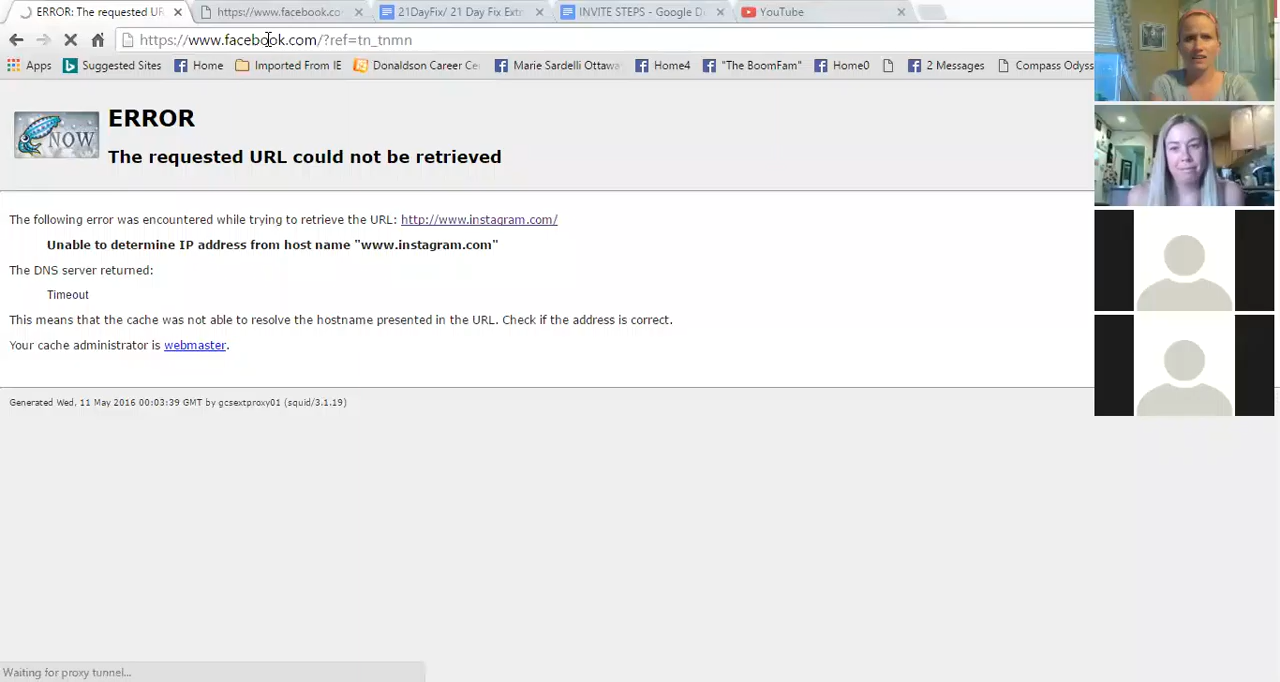 ERROR: The requested UR
https://www.facebook.co
21DayFix/ 21 Day Fix Extr
INVITE STEPS - Google D
YouTube
https://www.facebook.com/?ref=tn_tnmn
Apps
Suggested Sites
Home
Imported From IE
Donaldson Career Ce
Marie Sardelli Ottawa
Home4
"The BoomFam"
Home0
2 Messages
Compass Odyss
NOW
ERROR
The requested URL could not be retrieved
The following error was encountered while trying to retrieve the URL: http://www.instagram.com/
Unable to determine IP address from host name "www.instagram.com"
The DNS server returned:
Timeout
This means that the cache was not able to resolve the hostname presented in the URL. Check if the address is correct.
Your cache administrator is webmaster.
Generated Wed, 11 May 2016 00:03:39 GMT by gcsextproxy01 (squid/3.1.19)
Waiting for proxy tunnel...